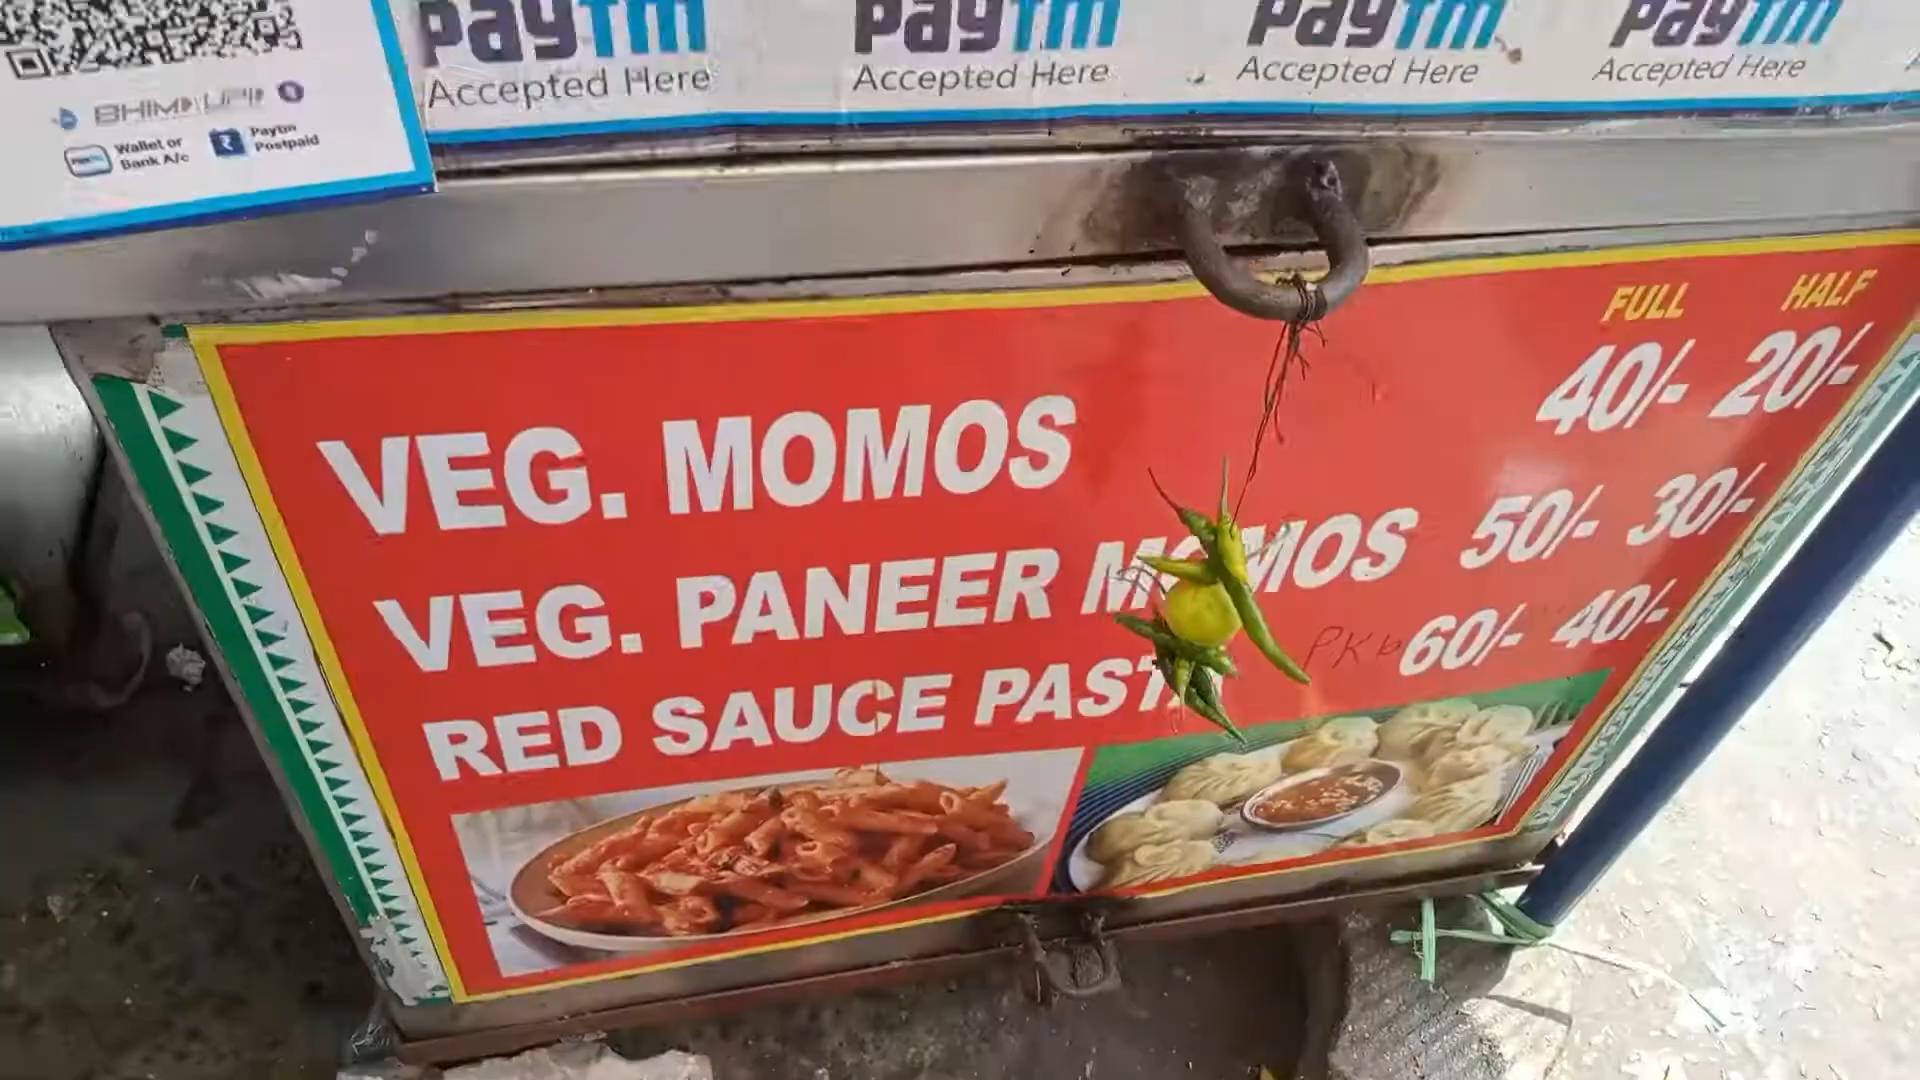 paytm paytm paytm paytm
Accepted Here Accepted Here Accepted Here Accepted Here
BHIM UPI
Wallet or Bank A/c
Paytm Postpaid
FULL HALF
VEG. MOMOS 40/- 20/-
VEG. PANEER MOMOS 50/- 30/-
RED SAUCE PASTA 60/- 40/-